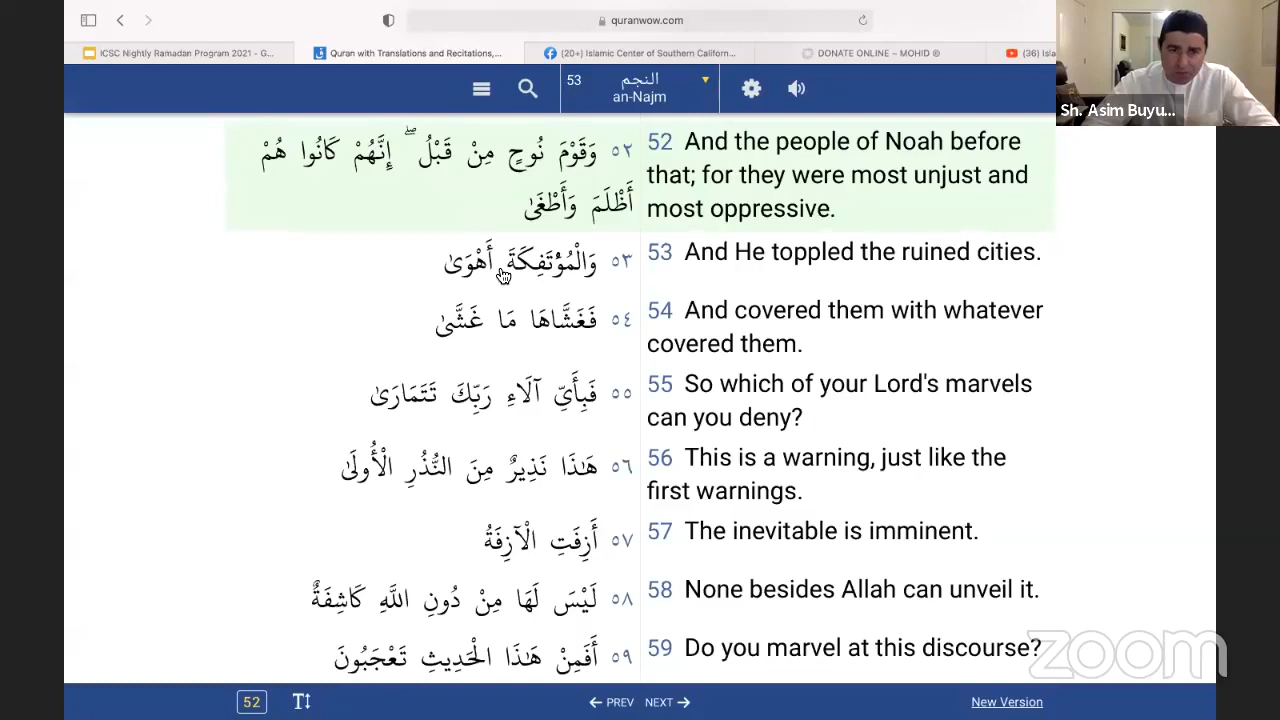 quranwow.com
ICSC Nightly Ramadan Program 2021 - G...
Quran with Translations and Recitations,...
(20+) Islamic Center of Southern Californ...
DONATE ONLINE – MOHID ®
(36) Isla
Sh. Asim Buyu...
53
النجم
an-Najm
٥٢ وَقَوْمَ نُوحٍ مِنْ قَبْلُ ۖ إِنَّهُمْ كَانُوا هُمْ
أَظْلَمَ وَأَطْغَىٰ
52 And the people of Noah before
that; for they were most unjust and
most oppressive.
٥٣ وَالْمُؤْتَفِكَةَ أَهْوَىٰ
53 And He toppled the ruined cities.
٥٤ فَغَشَّاهَا مَا غَشَّىٰ
54 And covered them with whatever
covered them.
٥٥ فَبِأَيِّ آلَاءِ رَبِّكَ تَتَمَارَىٰ
55 So which of your Lord's marvels
can you deny?
٥٦ هَٰذَا نَذِيرٌ مِنَ النُّذُرِ الْأُولَىٰ
56 This is a warning, just like the
first warnings.
٥٧ أَزِفَتِ الْآزِفَةُ
57 The inevitable is imminent.
٥٨ لَيْسَ لَهَا مِنْ دُونِ اللَّهِ كَاشِفَةٌ
58 None besides Allah can unveil it.
٥٩ أَفَمِنْ هَٰذَا الْحَدِيثِ تَعْجَبُونَ
59 Do you marvel at this discourse?
zoom
52
T
PREV NEXT
New Version